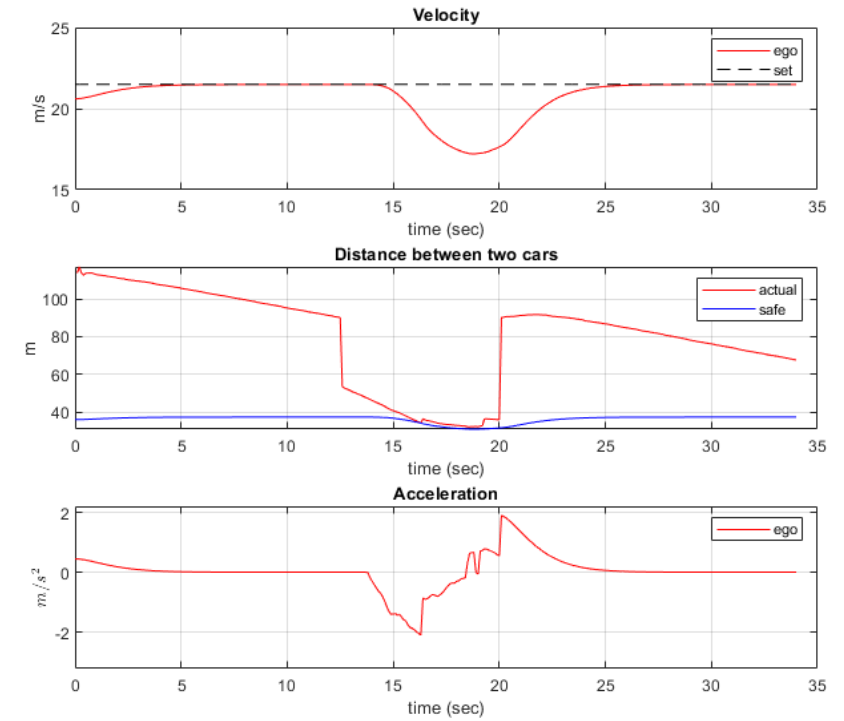 Velocity
25
20
15
m/s
ego
set
0 5 10 15 20 25 30 35
time (sec)
Distance between two cars
100
80
60
40
m
actual
safe
0 5 10 15 20 25 30 35
time (sec)
Acceleration
2
0
-2
m/s²
ego
0 5 10 15 20 25 30 35
time (sec)